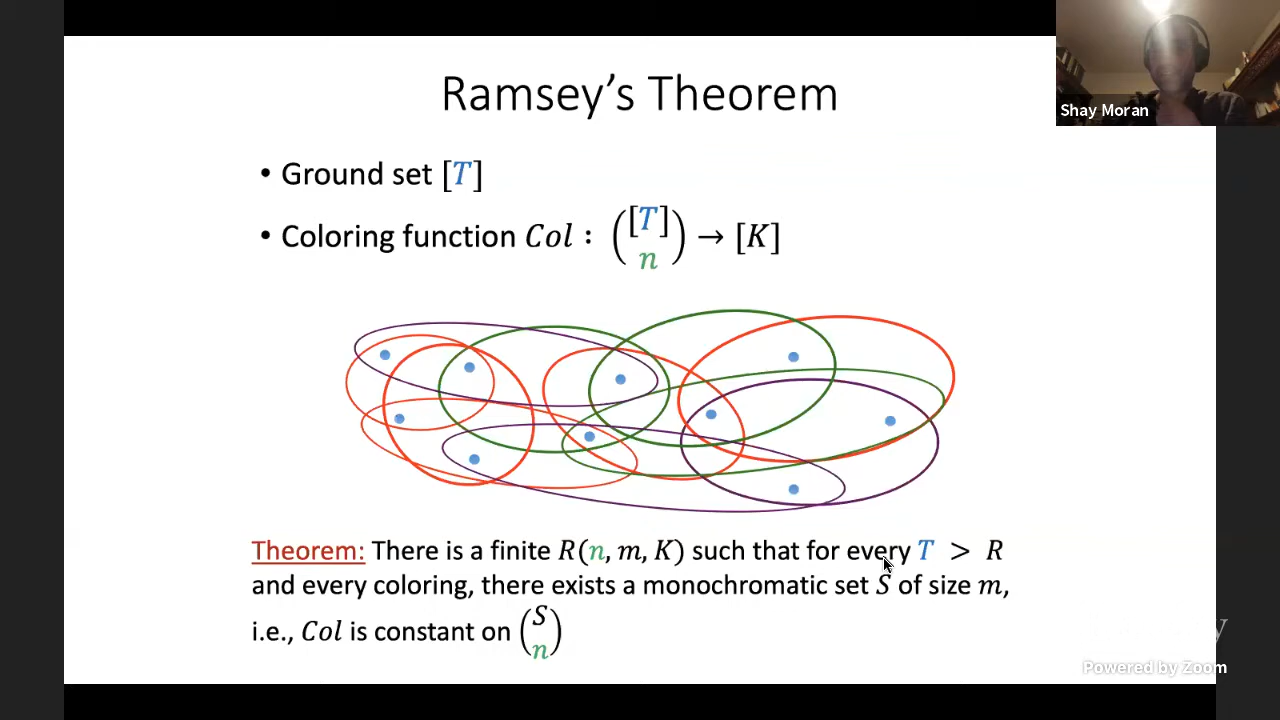 Ramsey's Theorem
Shay Moran
• Ground set [T]
• Coloring function Col : ([T] n) → [K]
Theorem: There is a finite R(n, m, K) such that for every T > R
and every coloring, there exists a monochromatic set S of size m,
i.e., Col is constant on (S n)
Powered by Zoom